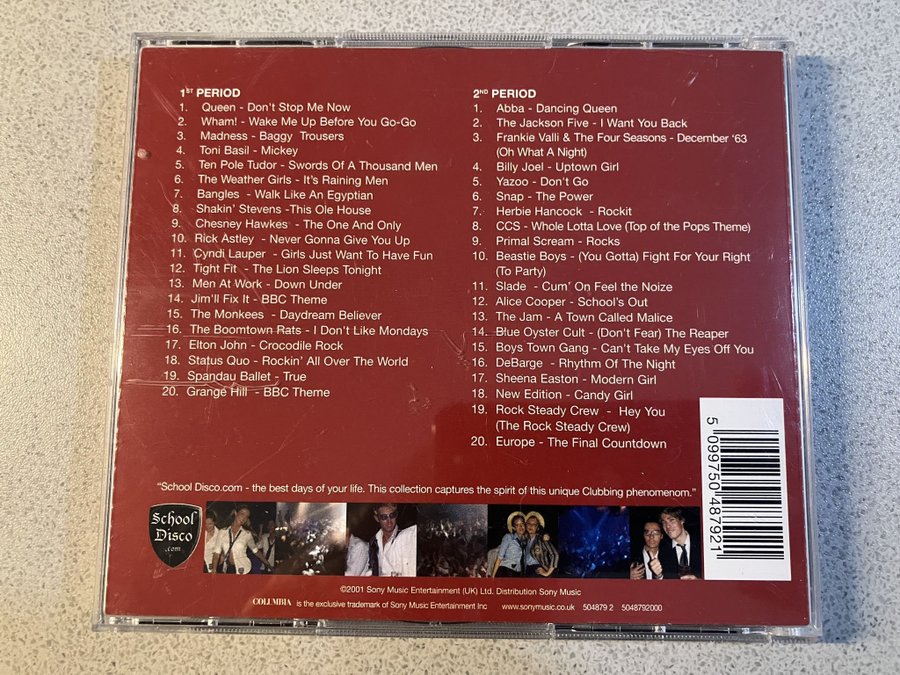 1ST PERIOD
1. Queen - Don't Stop Me Now
2. Wham! - Wake Me Up Before You Go-Go
3. Madness - Baggy Trousers
4. Toni Basil - Mickey
5. Ten Pole Tudor - Swords Of A Thousand Men
6. The Weather Girls - It's Raining Men
7. Bangles - Walk Like An Egyptian
8. Shakin' Stevens -This Ole House
9. Chesney Hawkes - The One And Only
10. Rick Astley - Never Gonna Give You Up
11. Cyndi Lauper - Girls Just Want To Have Fun
12. Tight Fit - The Lion Sleeps Tonight
13. Men At Work - Down Under
14. Jim'll Fix It - BBC Theme
15. The Monkees - Daydream Believer
16. The Boomtown Rats - I Don't Like Mondays
17. Elton John - Crocodile Rock
18. Status Quo - Rockin' All Over The World
19. Spandau Ballet - True
20. Grange Hill - BBC Theme
2ND PERIOD
1. Abba - Dancing Queen
2. The Jackson Five - I Want You Back
3. Frankie Valli & The Four Seasons - December '63
(Oh What A Night)
4. Billy Joel - Uptown Girl
5. Yazoo - Don't Go
6. Snap - The Power
7. Herbie Hancock - Rockit
8. CCS - Whole Lotta Love (Top of the Pops Theme)
9. Primal Scream - Rocks
10. Beastie Boys - (You Gotta) Fight For Your Right
(To Party)
11. Slade - Cum' On Feel the Noize
12. Alice Cooper - School's Out
13. The Jam - A Town Called Malice
14. Blue Oyster Cult - (Don't Fear) The Reaper
15. Boys Town Gang - Can't Take My Eyes Off You
16. DeBarge - Rhythm Of The Night
17. Sheena Easton - Modern Girl
18. New Edition - Candy Girl
19. Rock Steady Crew - Hey You
(The Rock Steady Crew)
20. Europe - The Final Countdown
5 099750 487921
"School Disco.com - the best days of your life. This collection captures the spirit of this unique Clubbing phenomenom."
School
Disco
.com
©2001 Sony Music Entertainment (UK) Ltd. Distribution Sony Music
COLUMBIA is the exclusive trademark of Sony Music Entertainment Inc www.sonymusic.co.uk 504879 2 5048792000